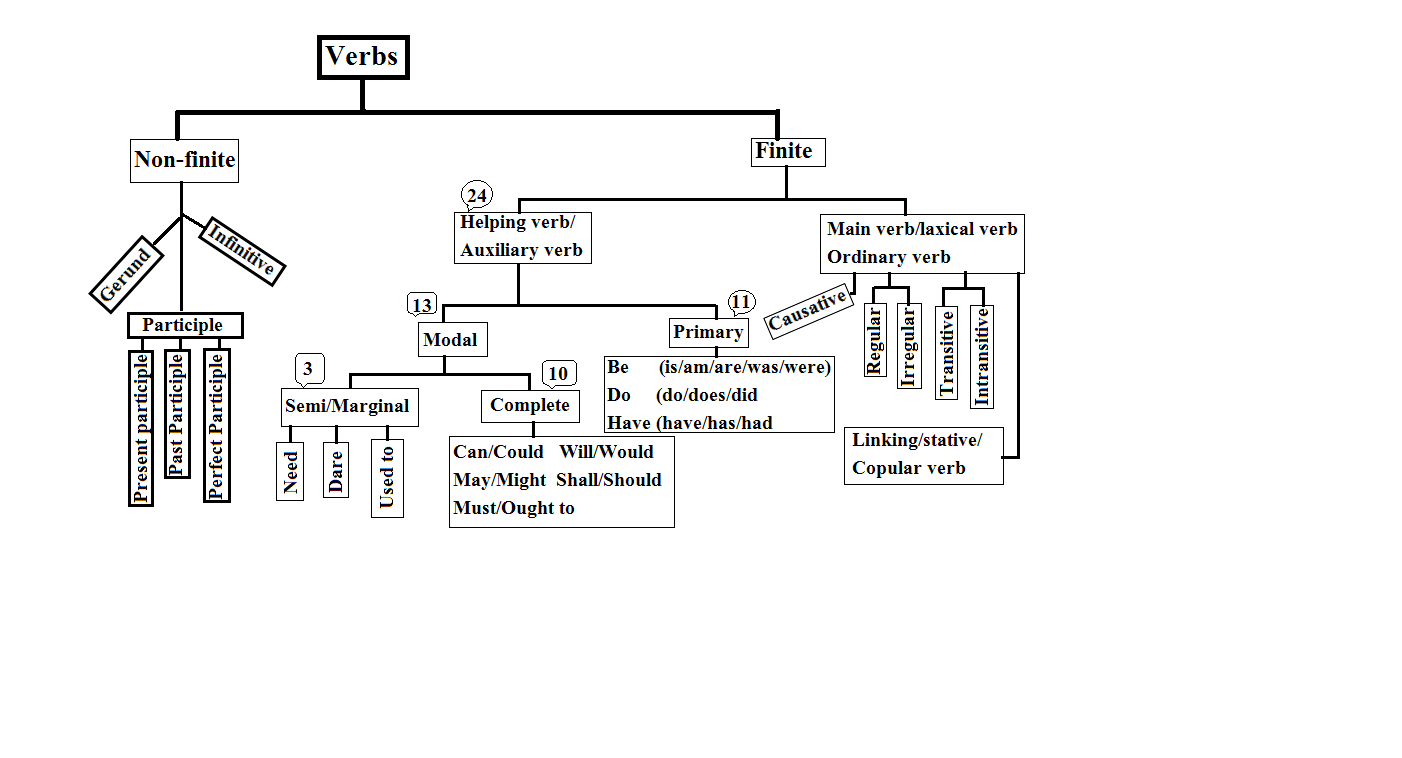 Verbs
Non-finite
Finite
24
Helping verb/
Auxiliary verb
Main verb/laxical verb
Ordinary verb
Gerund
Infinitive
Participle
Present participle
Past Participle
Perfect Participle
13
Modal
11
Primary
Be (is/am/are/was/were)
Do (do/does/did
Have (have/has/had
3
Semi/Marginal
10
Complete
Need
Dare
Used to
Can/Could Will/Would
May/Might Shall/Should
Must/Ought to
Causative
Regular
Irregular
Transitive
Intransitive
Linking/stative/
Copular verb